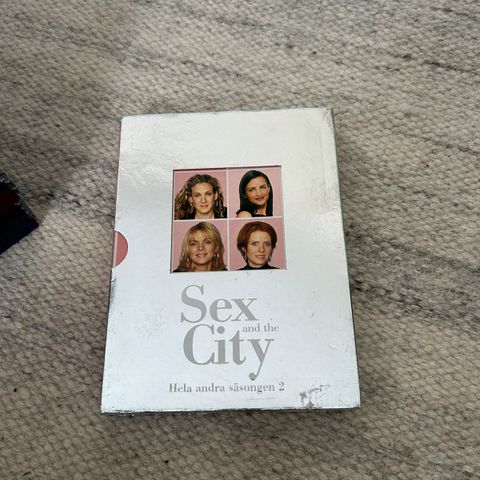 Sex
and the
City
Hela andra säsongen 2